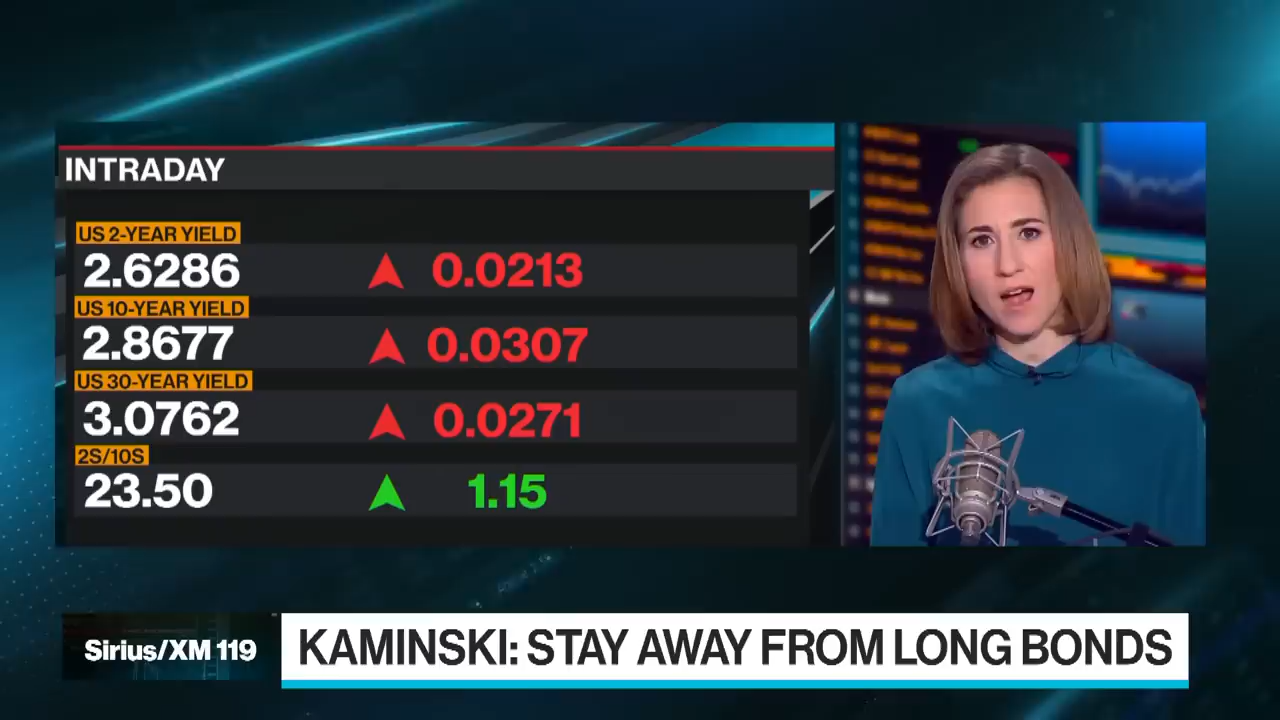 INTRADAY
US 2-YEAR YIELD
2.6286 0.0213
US 10-YEAR YIELD
2.8677 0.0307
US 30-YEAR YIELD
3.0762 0.0271
2S/10S
23.50 1.15
Sirius/XM 119
KAMINSKI: STAY AWAY FROM LONG BONDS